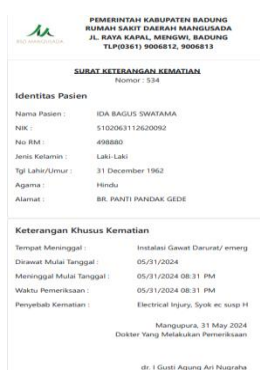 PEMERINTAH KABUPATEN BADUNG
RUMAH SAKIT DAERAH MANGUSADA
JL. RAYA KAPAL, MENGWI, BADUNG
TLP(0361) 9006812, 9006813
RSD MANGUSADA
SURAT KETERANGAN KEMATIAN
Nomor : 534
Identitas Pasien
Nama Pasien : IDA BAGUS SWATAMA
NIK : 5102063112620092
No RM : 498880
Jenis Kelamin : Laki-Laki
Tgl Lahir/Umur : 31 December 1962
Agama : Hindu
Alamat : BR. PANTI PANDAK GEDE
Keterangan Khusus Kematian
Tempat Meninggal : Instalasi Gawat Darurat/ emerg
Dirawat Mulai Tanggal : 05/31/2024
Meninggal Mulai Tanggal : 05/31/2024 08:31 PM
Waktu Pemeriksaan : 05/31/2024 08:31 PM
Penyebab Kematian : Electrical Injury, Syok ec susp H
Mangupura, 31 May 2024
Dokter Yang Melakukan Pemeriksaan
dr. I Gusti Agung Ari Nugraha